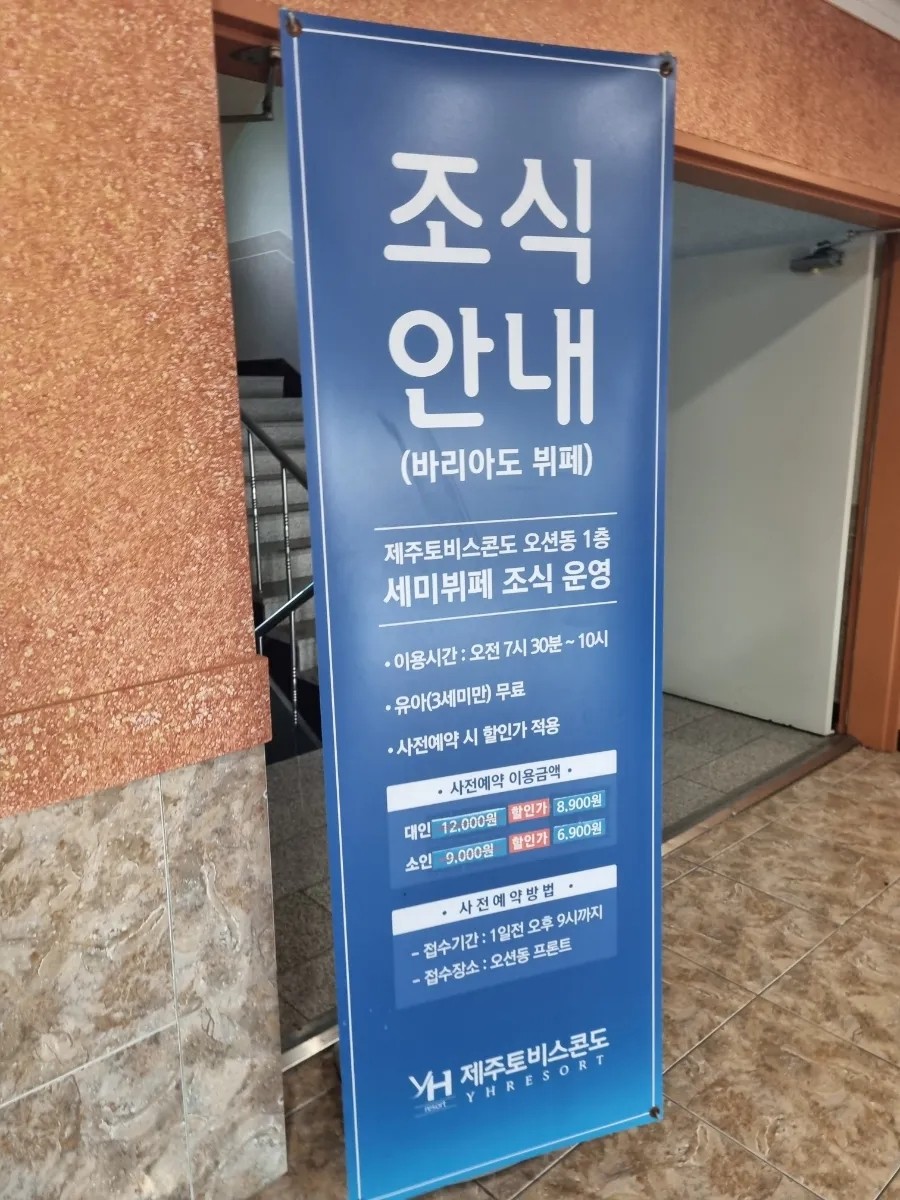 조식
안내
(바리아도 뷔페)
제주토비스콘도 오션동 1층
세미뷔페 조식 운영
• 이용시간 : 오전 7시 30분 ~ 10시
• 유아(3세미만) 무료
• 사전예약 시 할인가 적용
• 사전예약 이용금액 •
대인 12,000원 할인가 8,900원
소인 9,000원 할인가 6,900원
• 사전예약방법 •
- 접수기간 : 1일전 오후 9시까지
- 접수장소 : 오션동 프론트
YH 제주토비스콘도
resort YHRESORT